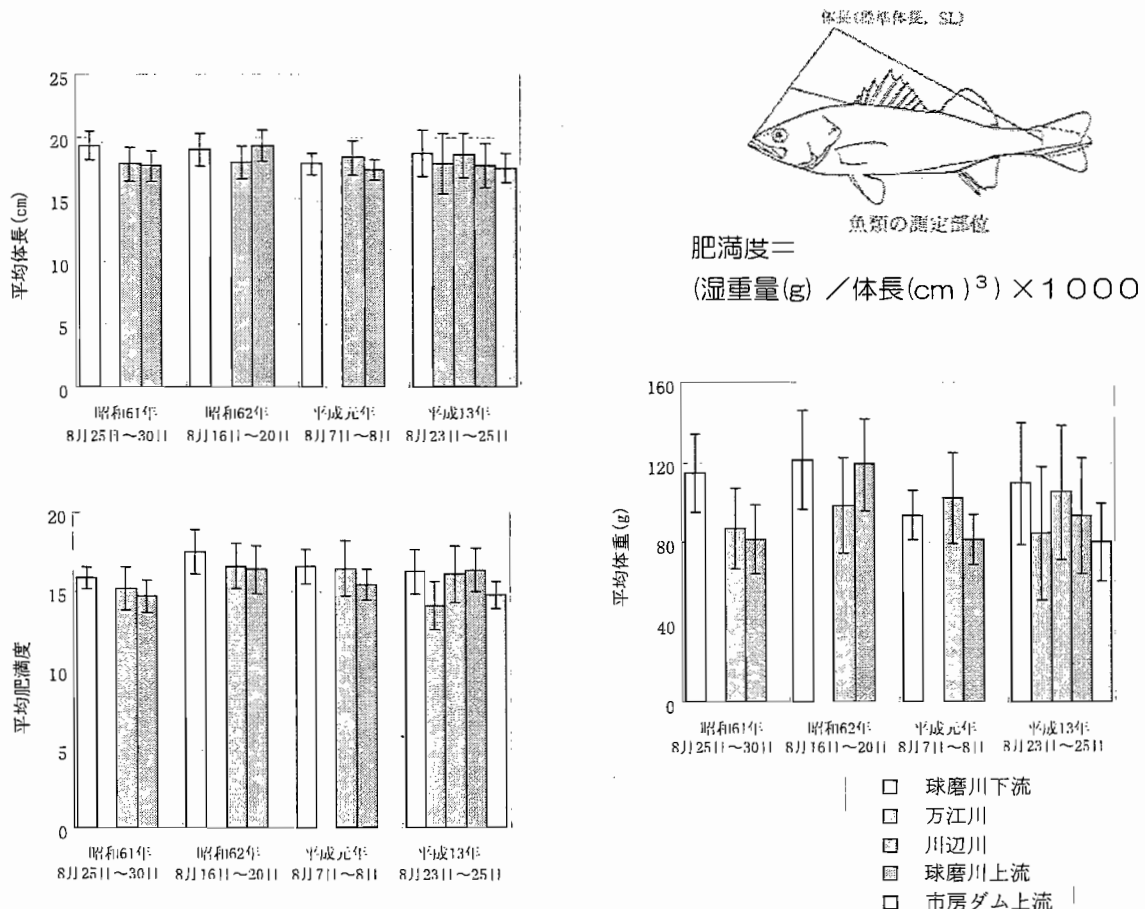 25
20
15
10
5
0
平均体長(cm)
昭和61年
8月25日～30日
昭和62年
8月16日～20日
平成元年
8月7日～8日
平成13年
8月23日～25日
体長(標準体長, SL)
魚類の測定部位
肥満度＝
(湿重量(g) ／体長(cm)³)×1000
20
15
10
5
0
平均肥満度
昭和61年
8月25日～30日
昭和62年
8月16日～20日
平成元年
8月7日～8日
平成13年
8月23日～25日
160
120
80
40
0
平均体重(g)
昭和61年
8月25日～30日
昭和62年
8月16日～20日
平成元年
8月7日～8日
平成13年
8月23日～25日
球磨川下流
万江川
川辺川
球磨川上流
市房ダム上流